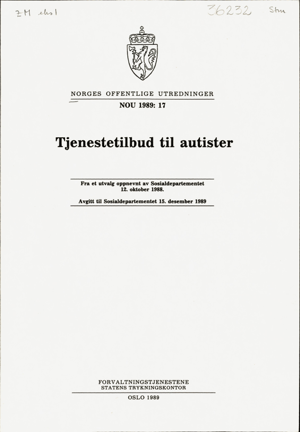 36232
NORGES OFFENTLIGE UTREDNINGER
NOU 1989: 17
Tjenestetilbud til autister
Fra et utvalg oppnevnt av Sosialdepartementet
12. oktober 1988.
Avgitt til Sosialdepartementet 15. desember 1989
FORVALTNINGSTJENESTENE
STATENS TRYKNINGSKONTOR
OSLO 1989